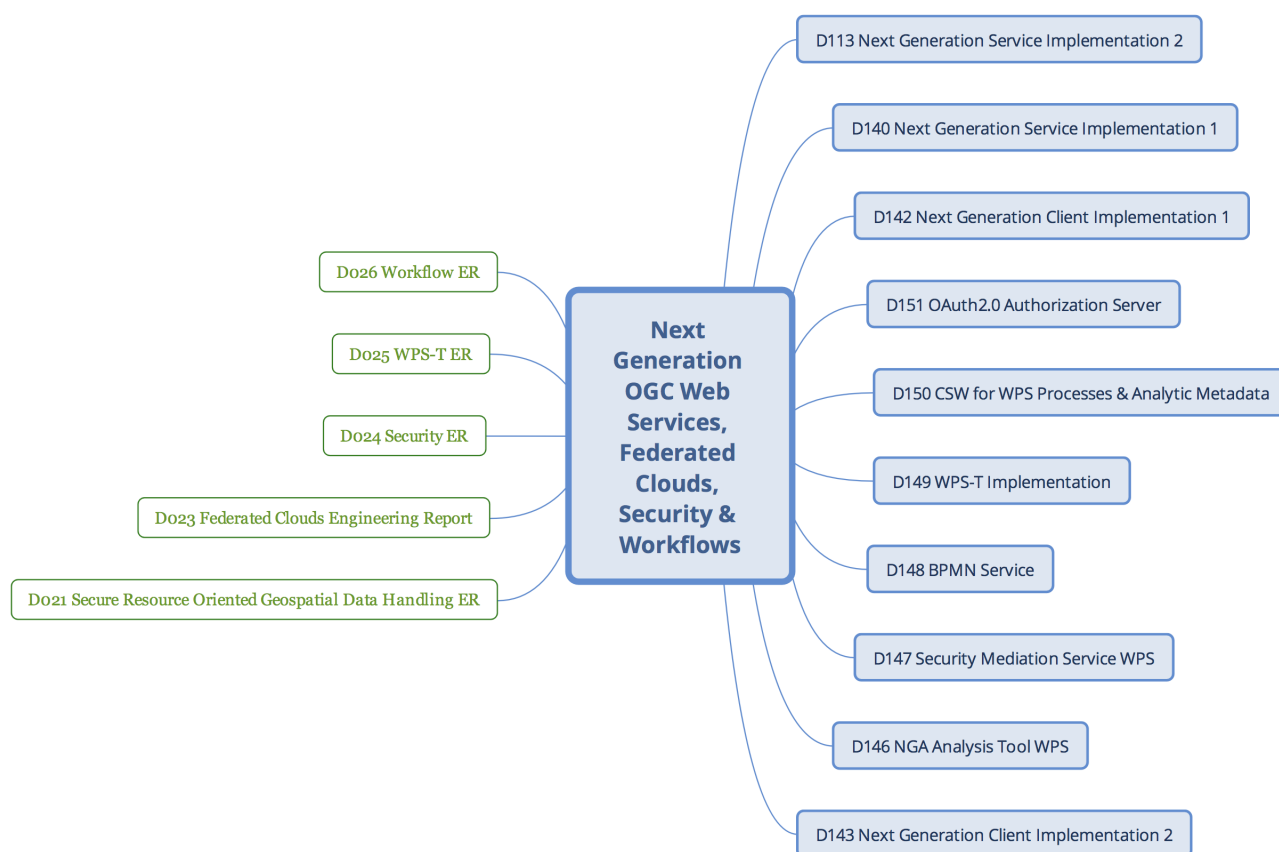 D113 Next Generation Service Implementation 2
D140 Next Generation Service Implementation 1
D142 Next Generation Client Implementation 1
D026 Workflow ER
D151 OAuth2.0 Authorization Server
Next
Generation
OGC Web
Services,
Federated
Clouds,
Security &
Workflows
D025 WPS-T ER
D150 CSW for WPS Processes & Analytic Metadata
D024 Security ER
D149 WPS-T Implementation
D023 Federated Clouds Engineering Report
D148 BPMN Service
D021 Secure Resource Oriented Geospatial Data Handling ER
D147 Security Mediation Service WPS
D146 NGA Analysis Tool WPS
D143 Next Generation Client Implementation 2